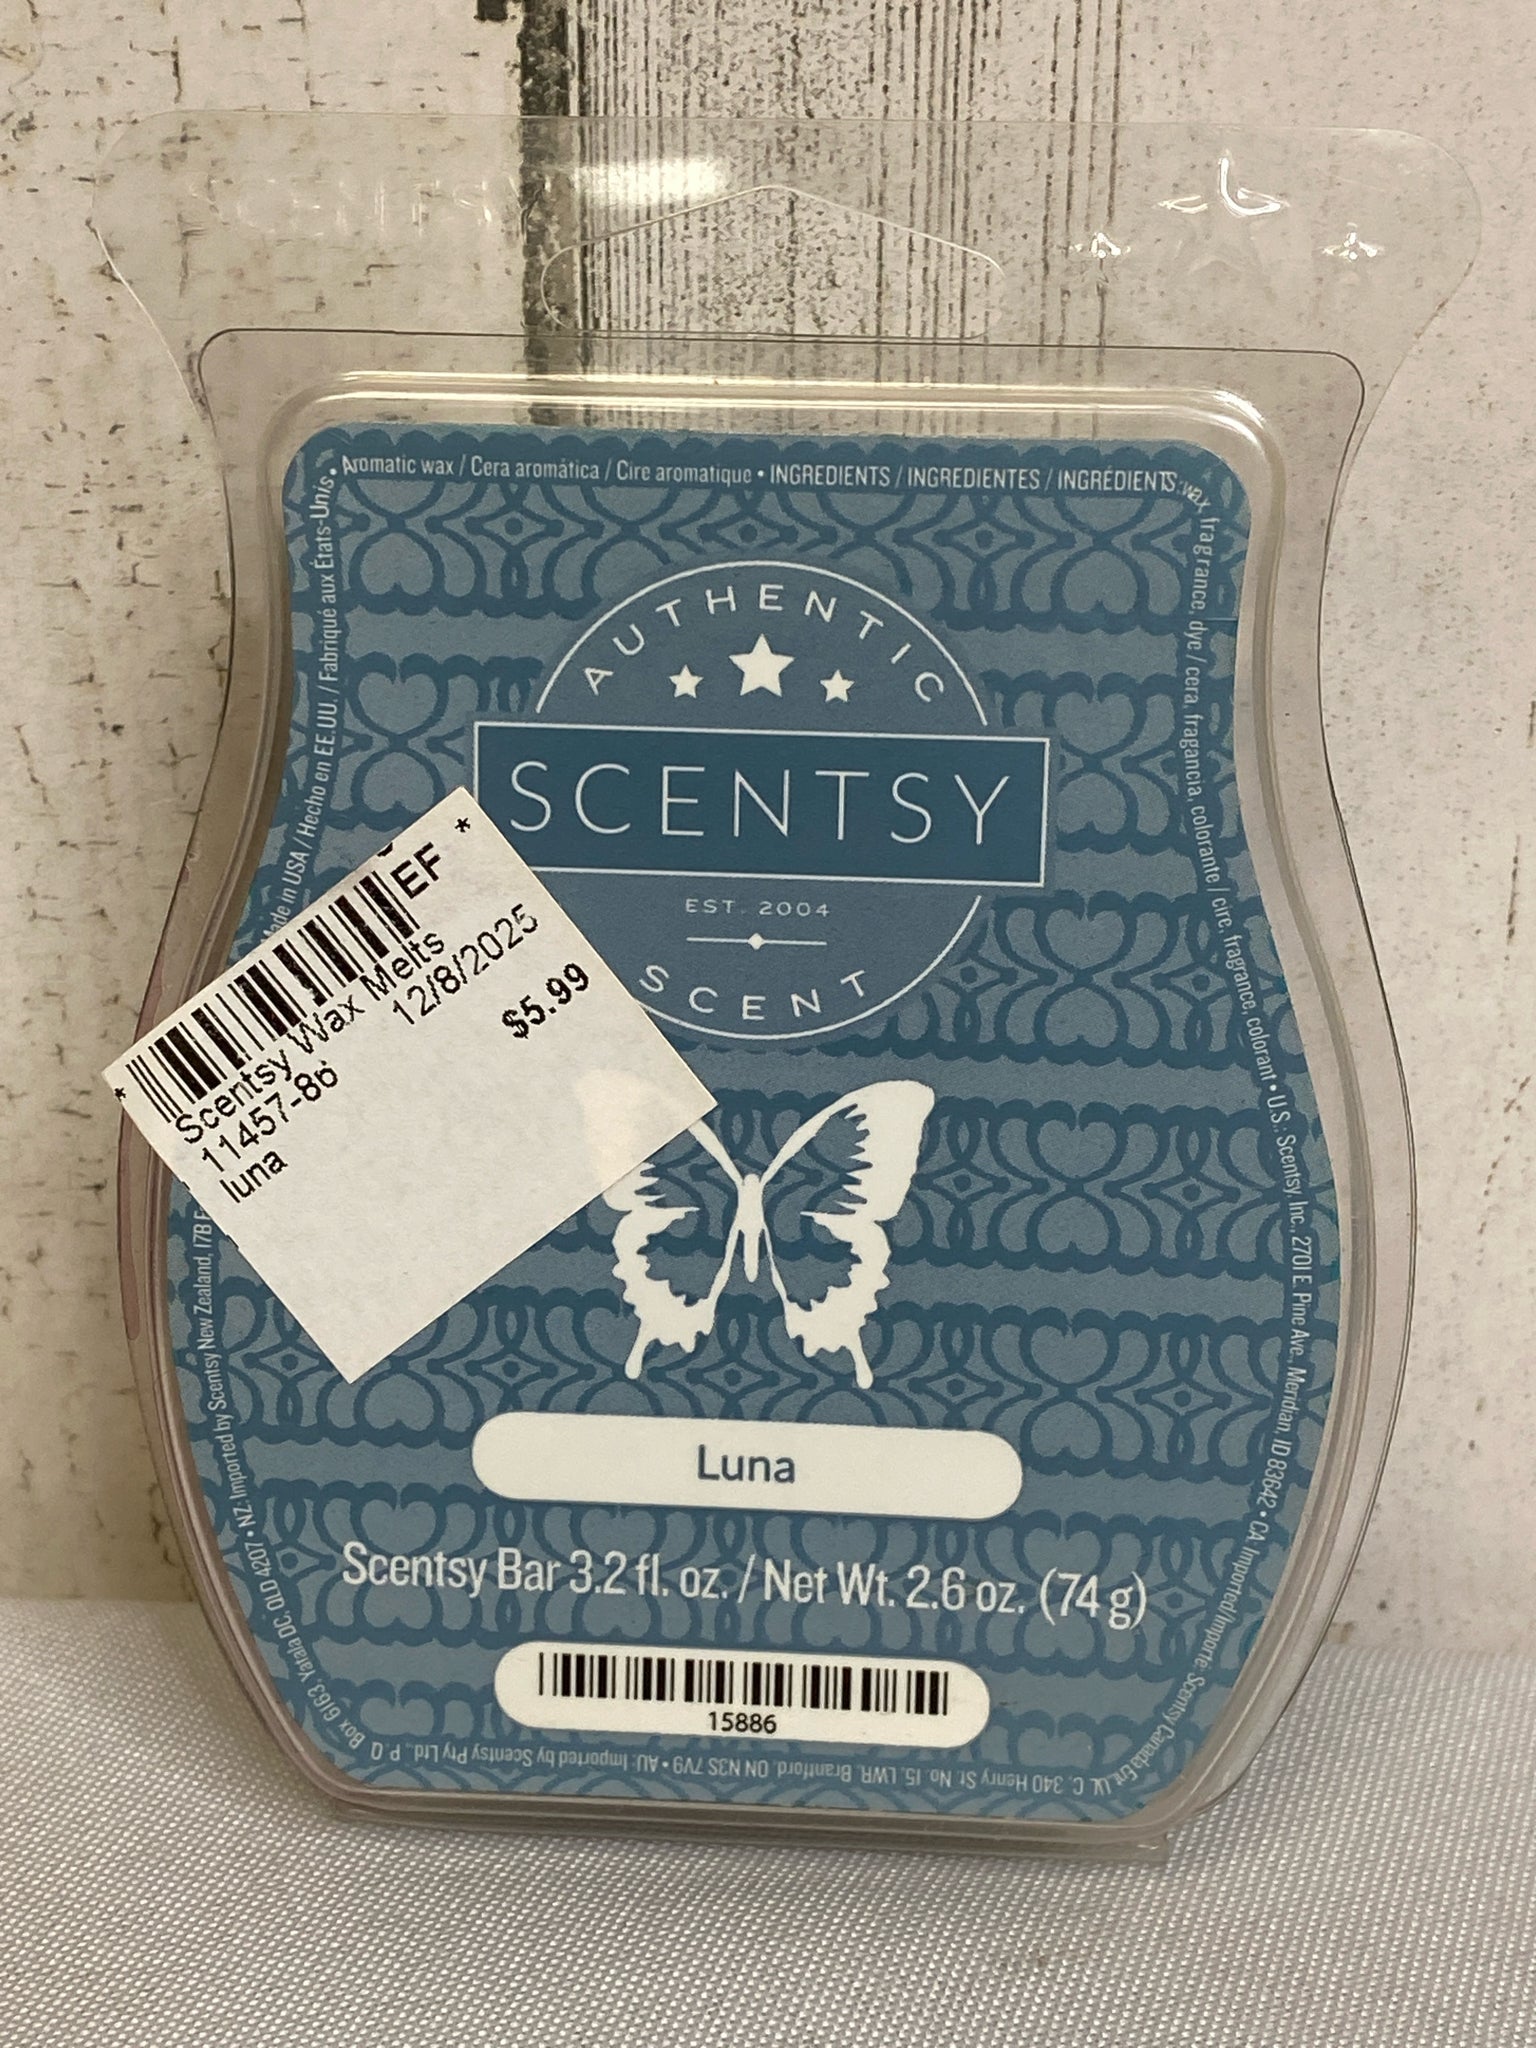 Aromatic wax / Cera aromática / Cire aromatique • INGREDIENTS / INGREDIENTES / INGRÉDIENTS: wax, fragrance, dye / cera, fragancia, colorante / cire, fragrance, colorant • U.S.: Scentsy, Inc., 2701 E. Pine Ave., Meridian, ID 83642 • CA: Imported/Importé: Scentsy Canada Ent. ULC, 340 Henry St. No. 15, LWR. Brantford, ON N3S 7V9 • AU: Imported by Scentsy Pty Ltd., P.O. Box 6163, Yatala DC, QLD 4207 • NZ: Imported by Scentsy New Zealand, 17B
Made in USA / Hecho en EE.UU. / Fabriqué aux États-Unis •
AUTHENTIC
SCENTSY
EST. 2004
SCENT
* EF *
Scentsy Wax Melts
11457-86 12/8/2025
luna $5.99
Luna
Scentsy Bar 3.2 fl. oz. / Net Wt. 2.6 oz. (74 g)
15886